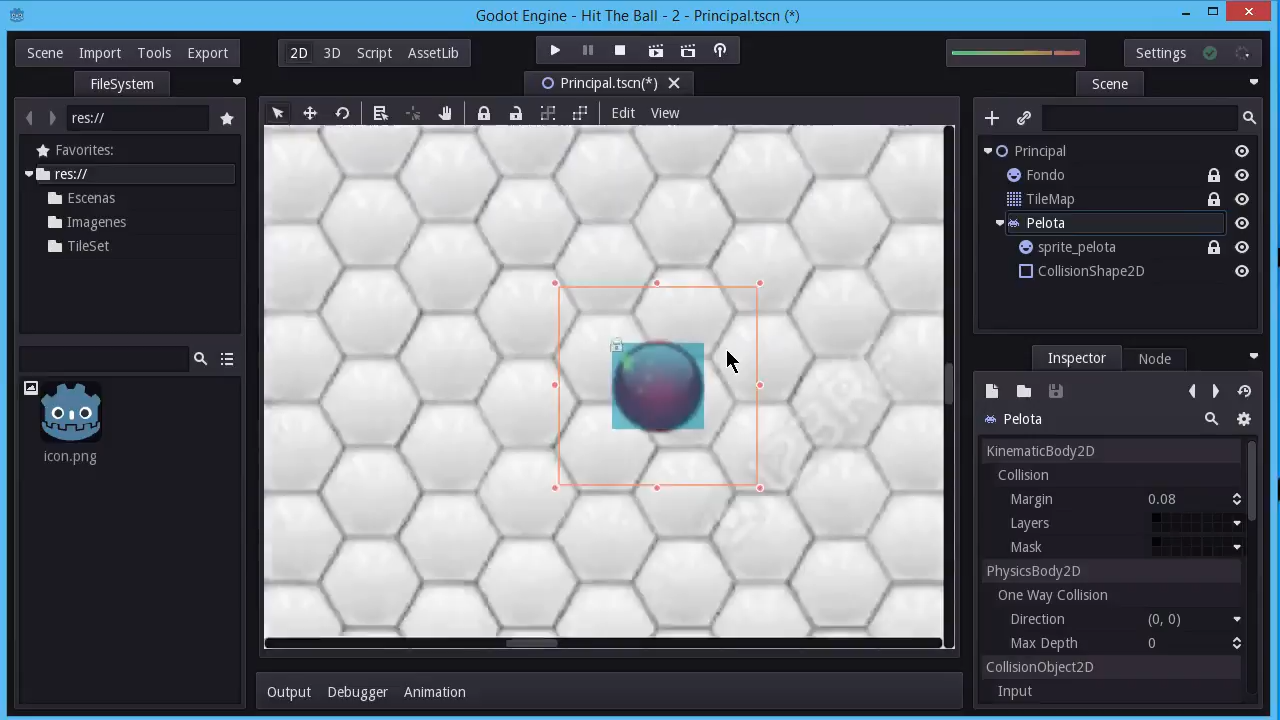 Godot Engine - Hit The Ball - 2 - Principal.tscn (*)
Scene Import Tools Export
2D 3D Script AssetLib
Settings
FileSystem
Principal.tscn(*)
Scene
res://
Edit View
Favorites:
res://
Escenas
Imagenes
TileSet
Principal
Fondo
TileMap
Pelota
sprite_pelota
CollisionShape2D
icon.png
Inspector Node
Pelota
KinematicBody2D
Collision
Margin 0.08
Layers
Mask
PhysicsBody2D
One Way Collision
Direction (0, 0)
Max Depth 0
CollisionObject2D
Input
Output Debugger Animation